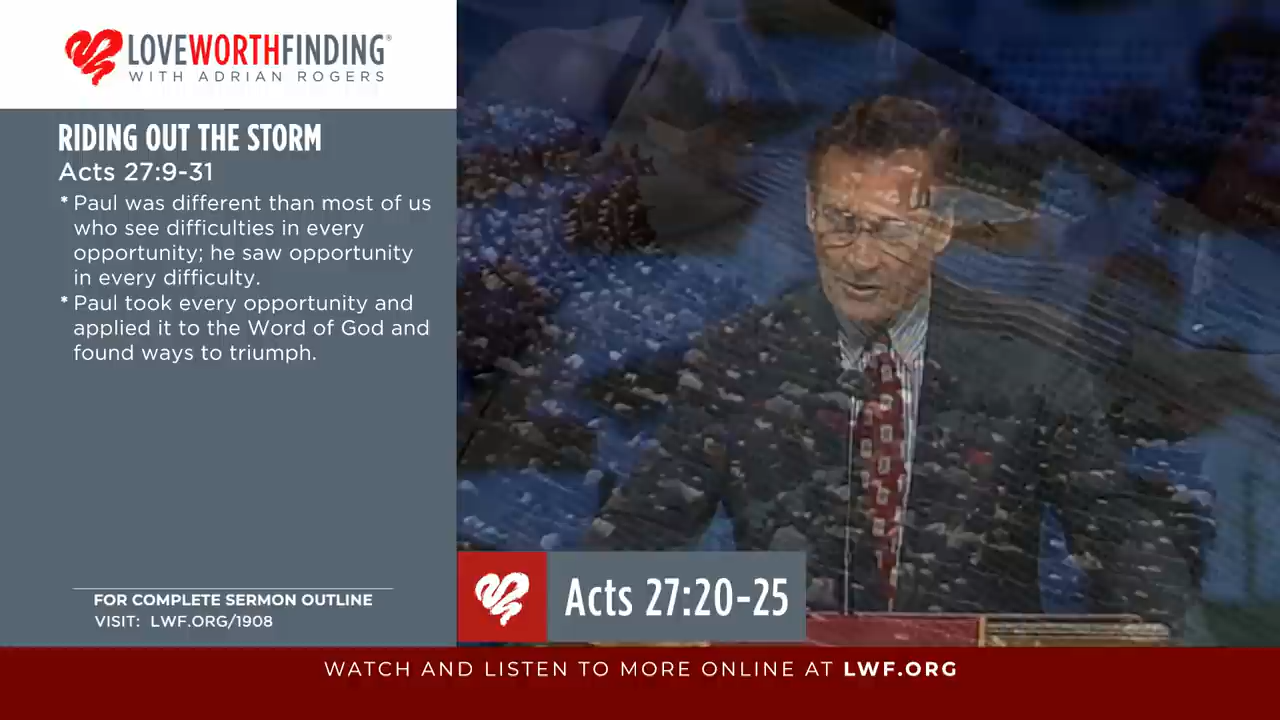 LOVEWORTHFINDING®
WITH ADRIAN ROGERS
RIDING OUT THE STORM
Acts 27:9-31
* Paul was different than most of us
who see difficulties in every
opportunity; he saw opportunity
in every difficulty.
* Paul took every opportunity and
applied it to the Word of God and
found ways to triumph.
FOR COMPLETE SERMON OUTLINE
VISIT: LWF.ORG/1908
Acts 27:20-25
WATCH AND LISTEN TO MORE ONLINE AT LWF.ORG